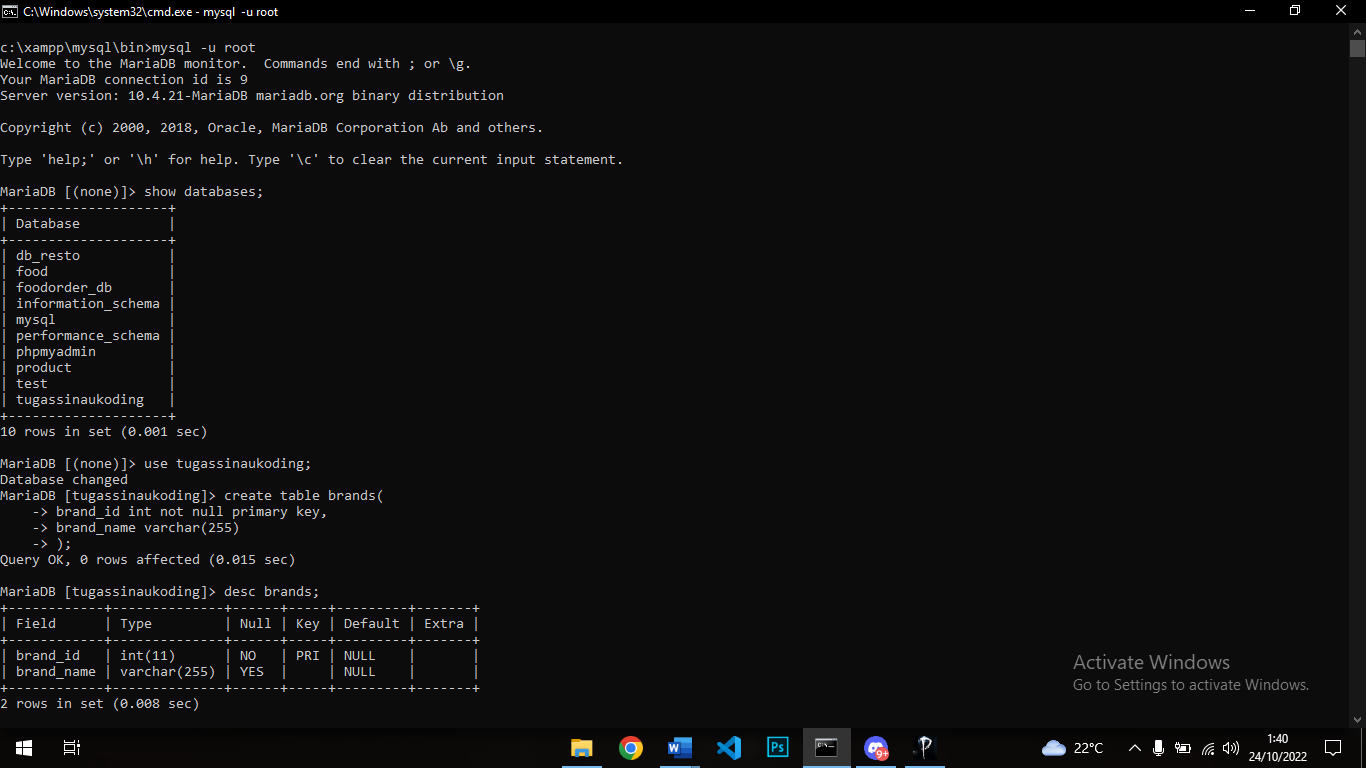 C:\Windows\system32\cmd.exe - mysql  -u root
c:\xampp\mysql\bin>mysql -u root
Welcome to the MariaDB monitor.  Commands end with ; or \g.
Your MariaDB connection id is 9
Server version: 10.4.21-MariaDB mariadb.org binary distribution
Copyright (c) 2000, 2018, Oracle, MariaDB Corporation Ab and others.
Type 'help;' or '\h' for help. Type '\c' to clear the current input statement.
MariaDB [(none)]> show databases;
+--------------------+
| Database           |
+--------------------+
| db_resto           |
| food               |
| foodorder_db       |
| information_schema |
| mysql              |
| performance_schema |
| phpmyadmin         |
| product            |
| test               |
| tugassinaukoding   |
+--------------------+
10 rows in set (0.001 sec)
MariaDB [(none)]> use tugassinaukoding;
Database changed
MariaDB [tugassinaukoding]> create table brands(
    -> brand_id int not null primary key,
    -> brand_name varchar(255)
    -> );
Query OK, 0 rows affected (0.015 sec)
MariaDB [tugassinaukoding]> desc brands;
+------------+--------------+------+-----+---------+-------+
| Field      | Type         | Null | Key | Default | Extra |
+------------+--------------+------+-----+---------+-------+
| brand_id   | int(11)      | NO   | PRI | NULL    |       |
| brand_name | varchar(255) | YES  |     | NULL    |       |
+------------+--------------+------+-----+---------+-------+
2 rows in set (0.008 sec)
Activate Windows
Go to Settings to activate Windows.
W
Ps
9+
22°C
1:40
24/10/2022